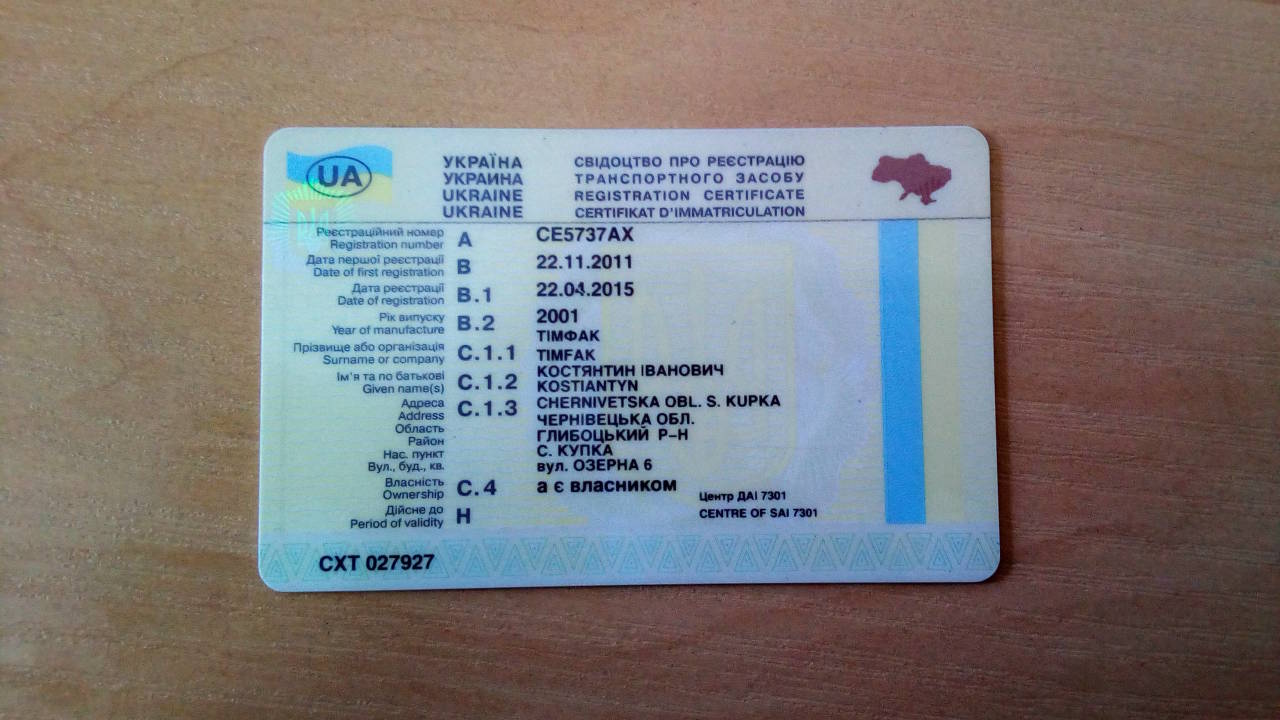 UA
УКРАЇНА СВІДОЦТВО ПРО РЕЄСТРАЦІЮ
УКРАИНА ТРАНСПОРТНОГО ЗАСОБУ
UKRAINE REGISTRATION CERTIFICATE
UKRAINE CERTIFIKAT D'IMMATRICULATION
Реєстраційний номер
Registration number A CE5737AX
Дата першої реєстрації
Date of first registration B 22.11.2011
Дата реєстрації
Date of registration B.1 22.04.2015
Рік випуску
Year of manufacture B.2 2001
ТІМФАК
Прізвище або організація
Surname or company C.1.1 TIMFAK
КОСТЯНТИН ІВАНОВИЧ
Ім'я та по батькові
Given name(s) C.1.2 KOSTIANTYN
Адреса
Address C.1.3 CHERNIVETSKA OBL. S. KUPKA
Область ЧЕРНІВЕЦЬКА ОБЛ.
Район ГЛИБОЦЬКИЙ Р-Н
Нас. пункт С. КУПКА
Вул., буд., кв. вул. ОЗЕРНА 6
Власність
Ownership C.4 а є власником
Центр ДАІ 7301
Дійсне до
Period of validity H CENTRE OF SAI 7301
CXT 027927